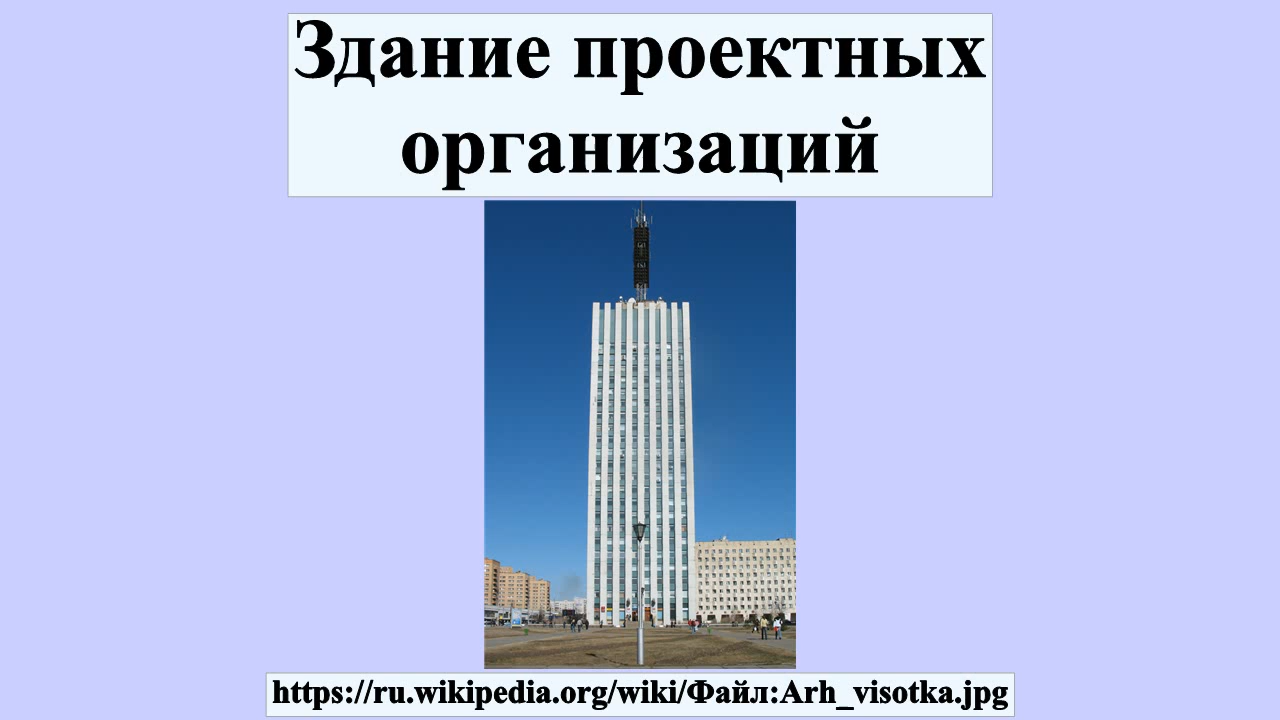 Здание проектных
организаций
https://ru.wikipedia.org/wiki/Файл:Arh_visotka.jpg